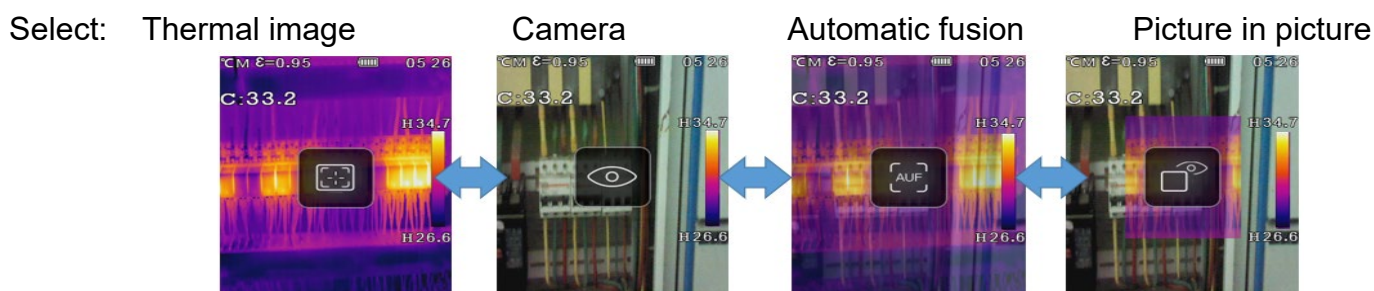 Select: Thermal image Camera Automatic fusion Picture in picture
℃M Ɛ=0.95 05 26 ℃M Ɛ=0.95 05 26 ℃M Ɛ=0.95 05 26 ℃M Ɛ=0.95 05 26
C:33.2 C:33.2 C:33.2 C:33.2
H34.7 H34.7 H34.7 H34.7
AUF
H26.6 H26.6 H26.6 H26.6